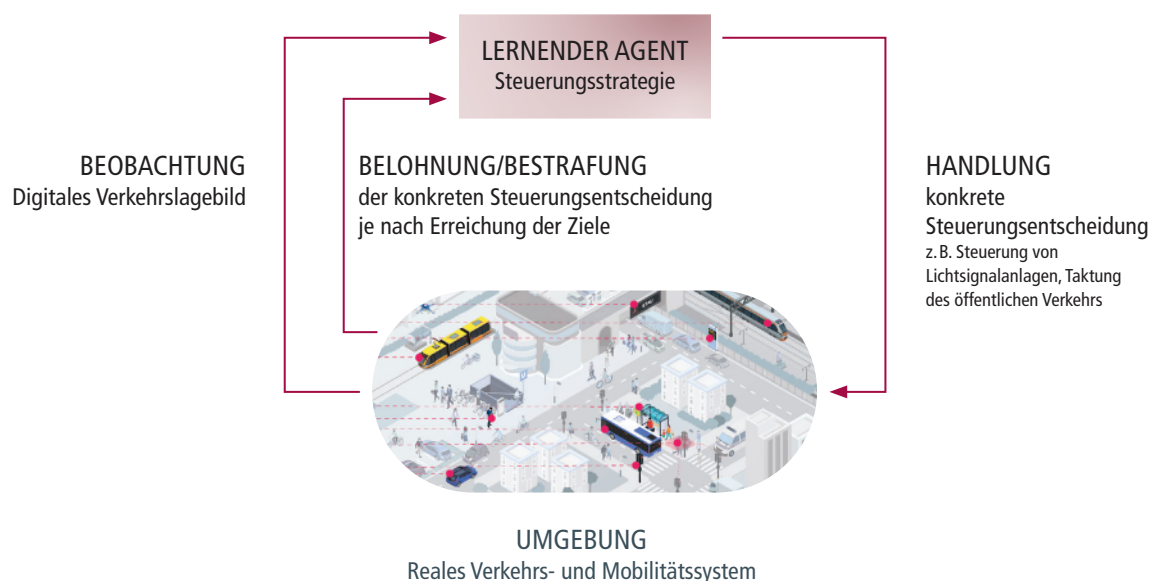 LERNENDER AGENT
Steuerungsstrategie
BEOBACHTUNG
Digitales Verkehrslagebild
BELOHNUNG/BESTRAFUNG
der konkreten Steuerungsentscheidung
je nach Erreichung der Ziele
HANDLUNG
konkrete
Steuerungsentscheidung
z. B. Steuerung von
Lichtsignalanlagen, Taktung
des öffentlichen Verkehrs
UMGEBUNG
Reales Verkehrs- und Mobilitätssystem